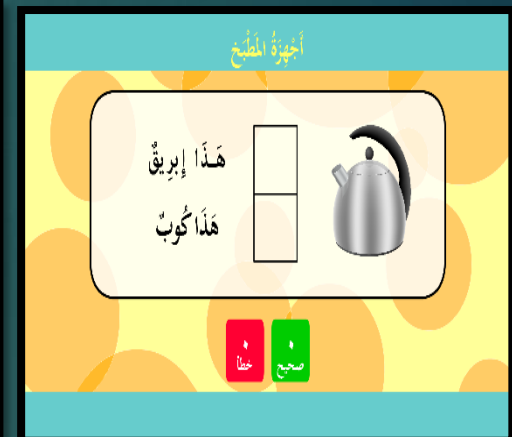 أَجْهِزَةُ المَطْبَخ
هَـذَا إِبرِيقٌ
هَذَا كُوبٌ
٠ صحيح
٠ خطأ